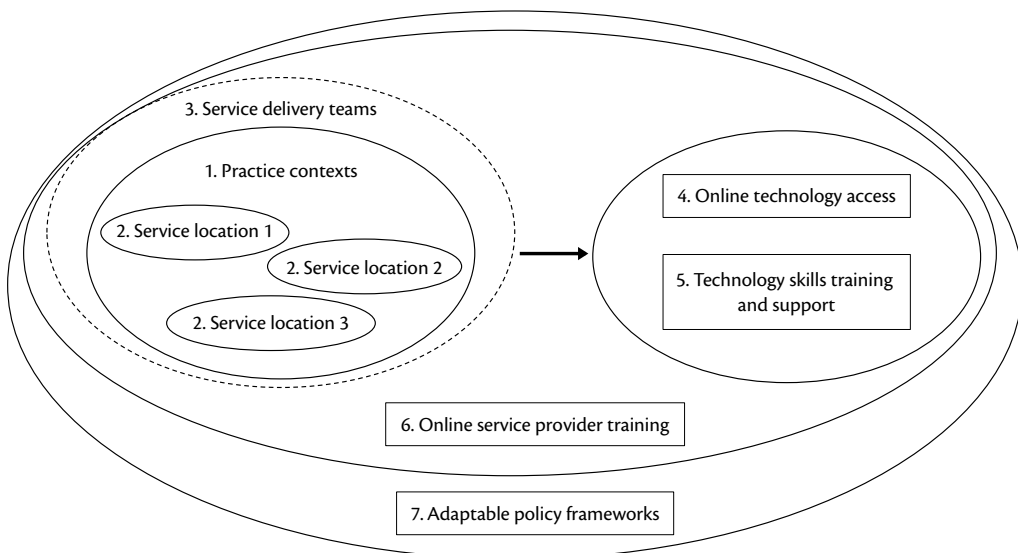 3. Service delivery teams
1. Practice contexts
2. Service location 1
2. Service location 2
2. Service location 3
4. Online technology access
5. Technology skills training
and support
6. Online service provider training
7. Adaptable policy frameworks